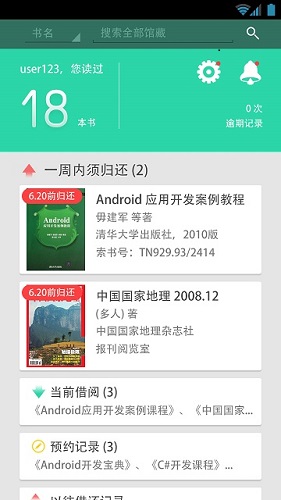 书名 搜索全部馆藏
user123，您读过
18 本书
0 次
逾期记录
一周内须归还 (2)
6.20前归还
Android
Android 应用开发案例教程
毋建军 等著
清华大学出版社，2010版
索书号：TN929.93/2414
6.20前归还
中国国家地理 2008.12
(多人) 著
中国国家地理杂志社
报刊阅览室
当前借阅 (3)
《Android应用开发案例课程》、《中国国家...
预约记录 (3)
《Android开发宝典》、《C#开发课程》...